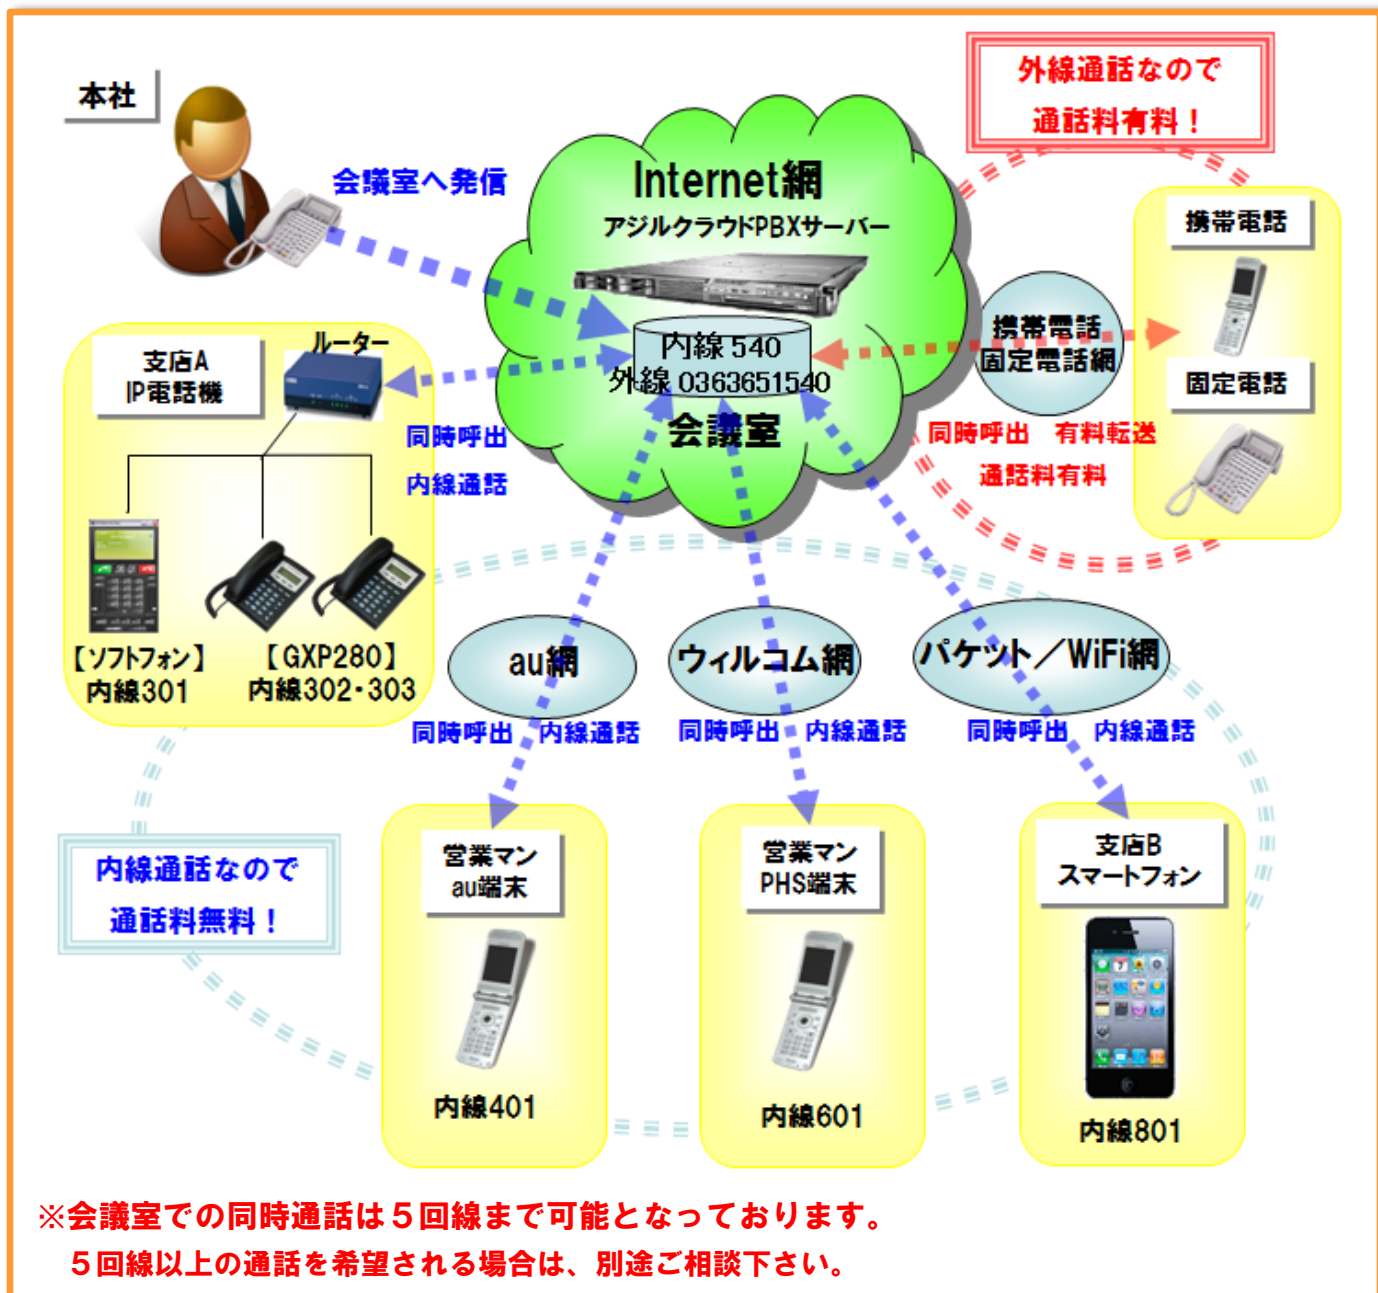 本社
会議室へ発信
外線通話なので
通話料有料！
Internet網
アジルクラウドPBXサーバー
内線 540
外線 0363651540
会議室
携帯電話
固定電話網
同時呼出　有料転送
通話料有料
携帯電話
固定電話
支店A
IP電話機
ルーター
同時呼出
内線通話
【ソフトフォン】
内線301
【GXP280】
内線302・303
au網
同時呼出　内線通話
ウィルコム網
同時呼出　内線通話
パケット／WiFi網
同時呼出　内線通話
内線通話なので
通話料無料！
営業マン
au端末
内線401
営業マン
PHS端末
内線601
支店B
スマートフォン
内線801
※会議室での同時通話は５回線まで可能となっております。
５回線以上の通話を希望される場合は、別途ご相談下さい。